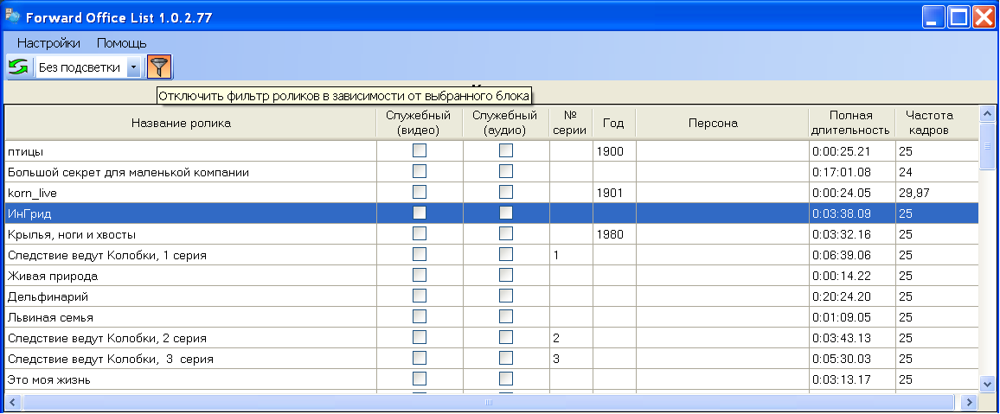 Forward Office List 1.0.2.77
Настройки Помощь
Без подсветки
Отключить фильтр роликов в зависимости от выбранного блока
Название ролика Служебный (видео) Служебный (аудио) № серии Год Персона Полная длительность Частота кадров
птицы 1900 0:00:25.21 25
Большой секрет для маленькой компании 0:17:01.08 24
korn_live 1901 0:00:24.05 29,97
ИнГрид 0:03:38.09 25
Крылья, ноги и хвосты 1980 0:03:32.16 25
Следствие ведут Колобки, 1 серия 1 0:06:39.06 25
Живая природа 0:00:14.22 25
Дельфинарий 0:20:24.20 25
Львиная семья 0:01:09.05 25
Следствие ведут Колобки, 2 серия 2 0:03:43.13 25
Следствие ведут Колобки, 3 серия 3 0:05:30.03 25
Это моя жизнь 0:03:13.17 25